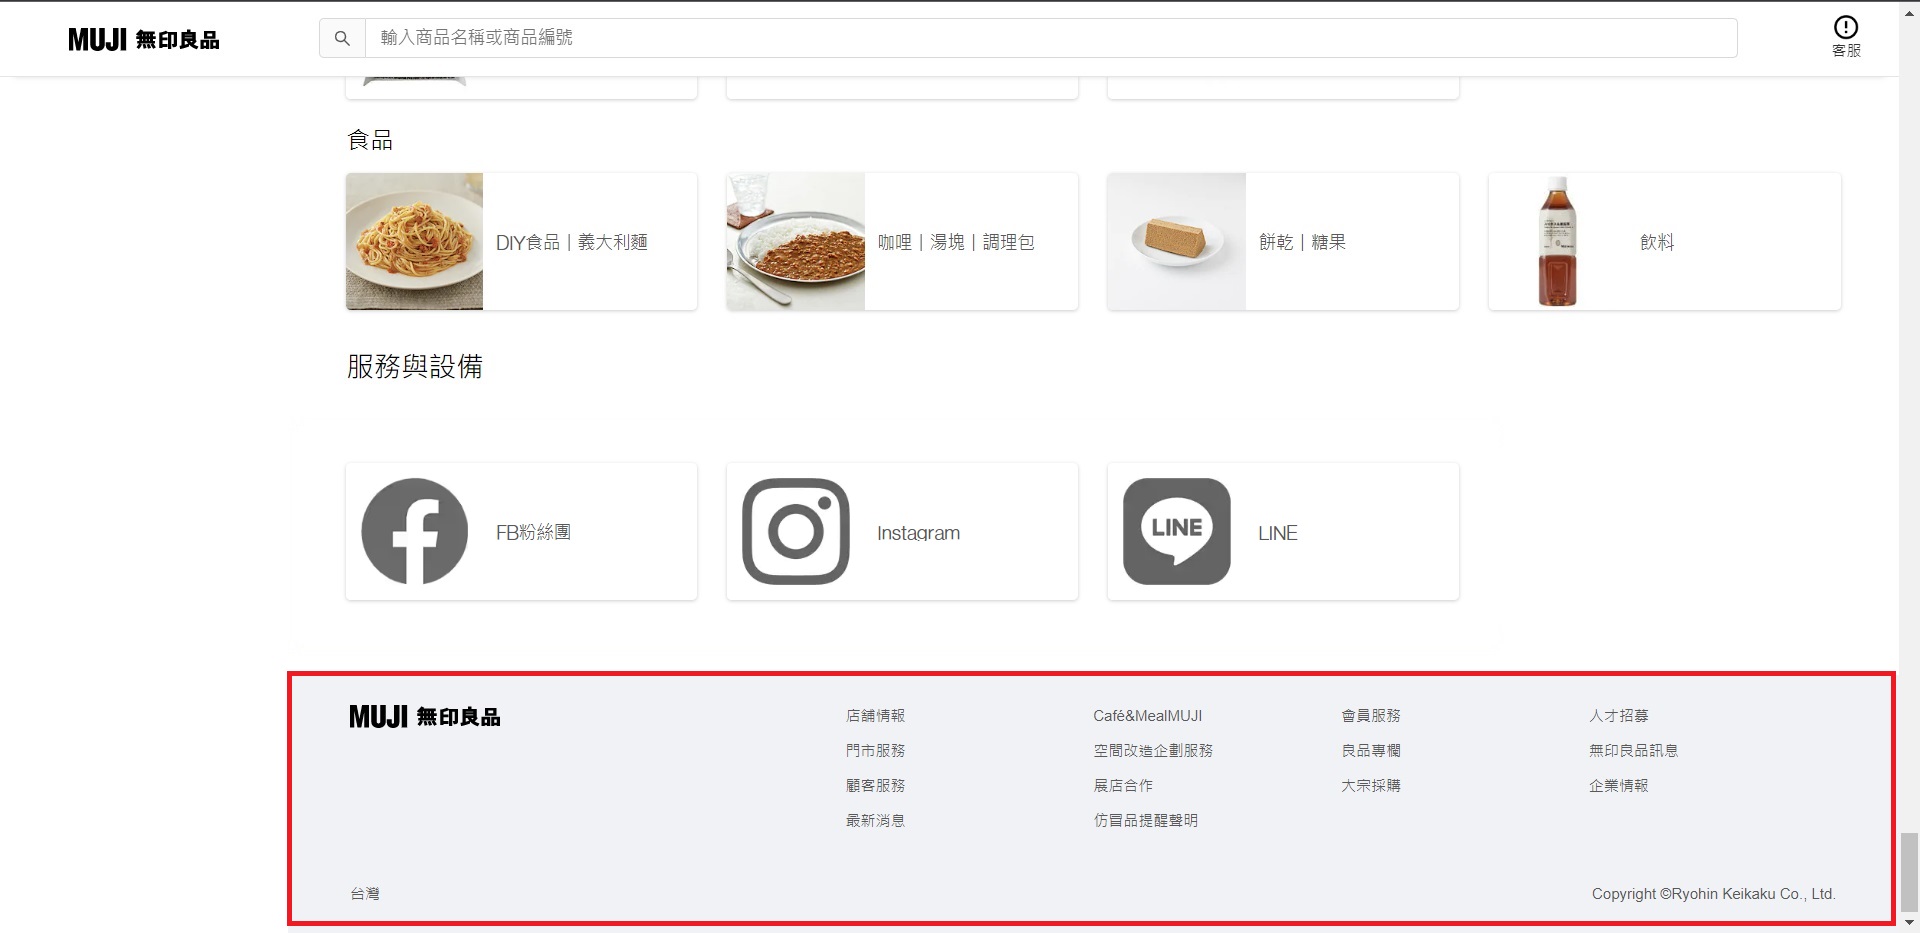 MUJI 無印良品
輸入商品名稱或商品編號
客服
食品
DIY食品 | 義大利麵
咖哩 | 湯塊 | 調理包
餅乾 | 糖果
飲料
服務與設備
FB粉絲團
Instagram
LINE
LINE
MUJI 無印良品
店舖情報
Café&MealMUJI
會員服務
人才招募
門市服務
空間改造企劃服務
良品專欄
無印良品訊息
顧客服務
展店合作
大宗採購
企業情報
最新消息
仿冒品提醒聲明
台灣
Copyright ©Ryohin Keikaku Co., Ltd.